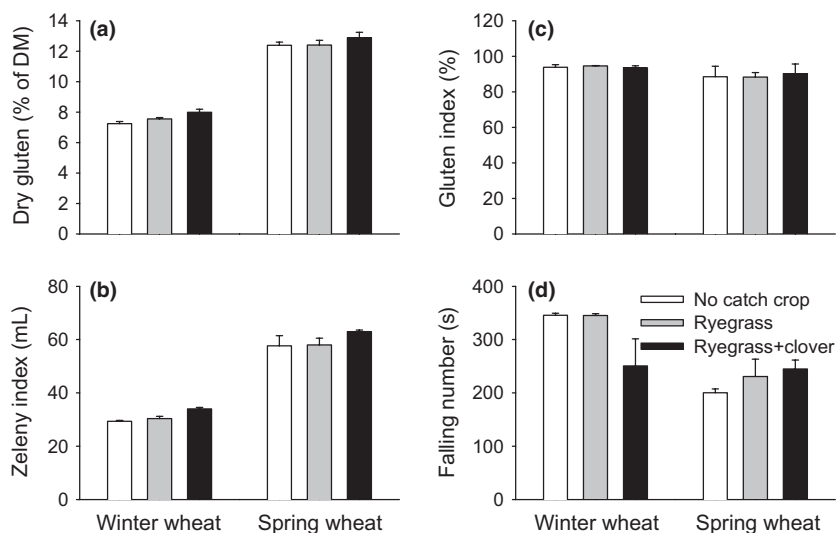 (a)
Dry gluten (% of DM)
14
12
10
8
6
4
2
0
(c)
Gluten index (%)
120
100
80
60
40
20
0
(b)
Zeleny index (mL)
80
60
40
20
0
Winter wheat Spring wheat
(d)
Falling number (s)
400
300
200
100
0
No catch crop
Ryegrass
Ryegrass+clover
Winter wheat Spring wheat